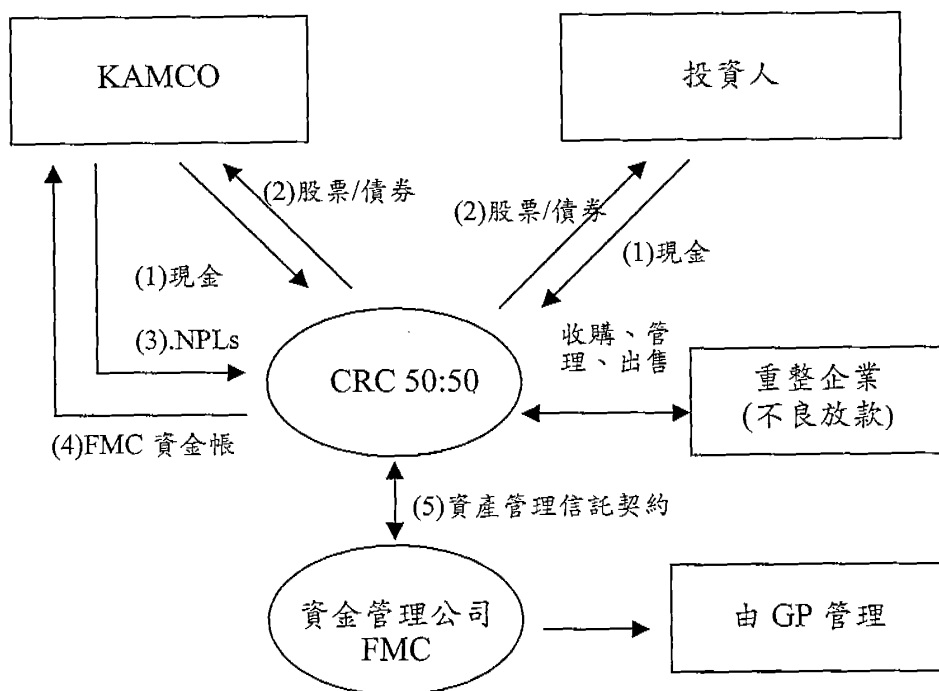 KAMCO
投資人
(2)股票/債券
(2)股票/債券
(1)現金
(1)現金
(3).NPLs
收購、管
理、出售
CRC 50:50
重整企業
(不良放款)
(4)FMC 資金帳
(5)資產管理信託契約
資金管理公司
FMC
由 GP 管理